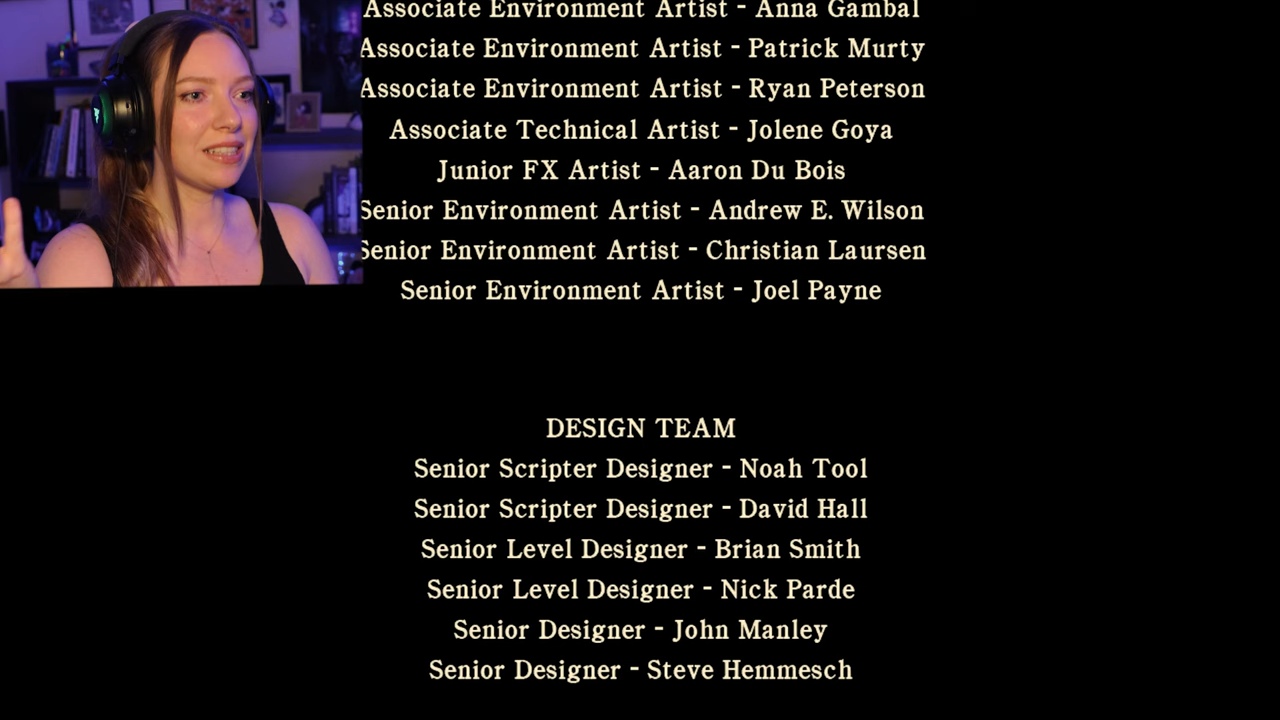 Associate Environment Artist - Anna Gambal
Associate Environment Artist - Patrick Murty
Associate Environment Artist - Ryan Peterson
Associate Technical Artist - Jolene Goya
Junior FX Artist - Aaron Du Bois
Senior Environment Artist - Andrew E. Wilson
Senior Environment Artist - Christian Laursen
Senior Environment Artist - Joel Payne
DESIGN TEAM
Senior Scripter Designer - Noah Tool
Senior Scripter Designer - David Hall
Senior Level Designer - Brian Smith
Senior Level Designer - Nick Parde
Senior Designer - John Manley
Senior Designer - Steve Hemmesch